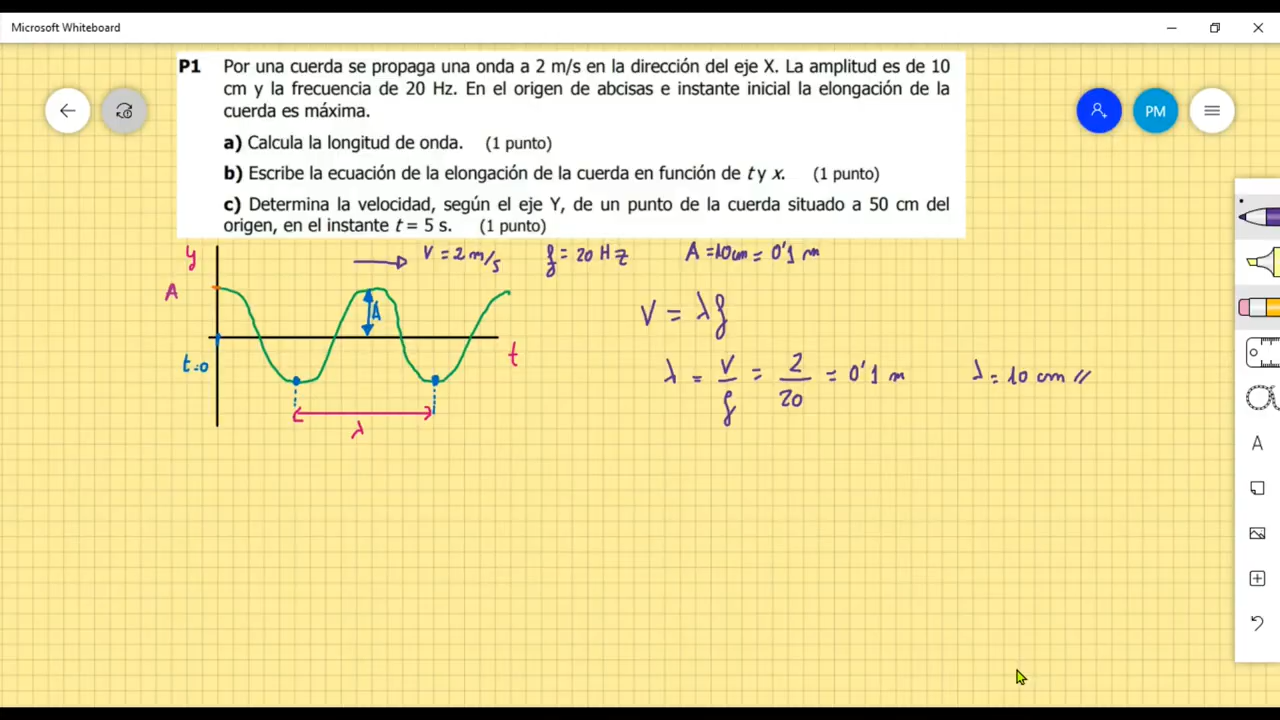 Microsoft Whiteboard
P1 Por una cuerda se propaga una onda a 2 m/s en la dirección del eje X. La amplitud es de 10
cm y la frecuencia de 20 Hz. En el origen de abcisas e instante inicial la elongación de la
cuerda es máxima.
a) Calcula la longitud de onda. (1 punto)
b) Escribe la ecuación de la elongación de la cuerda en función de t y x. (1 punto)
c) Determina la velocidad, según el eje Y, de un punto de la cuerda situado a 50 cm del
origen, en el instante t = 5 s. (1 punto)
PM
y
V = 2 m/s f = 20 Hz A = 10 cm = 0'1 m
A
A
V = λ f
t=0
t
λ = V/f = 2/20 = 0'1 m λ = 10 cm //
λ
A